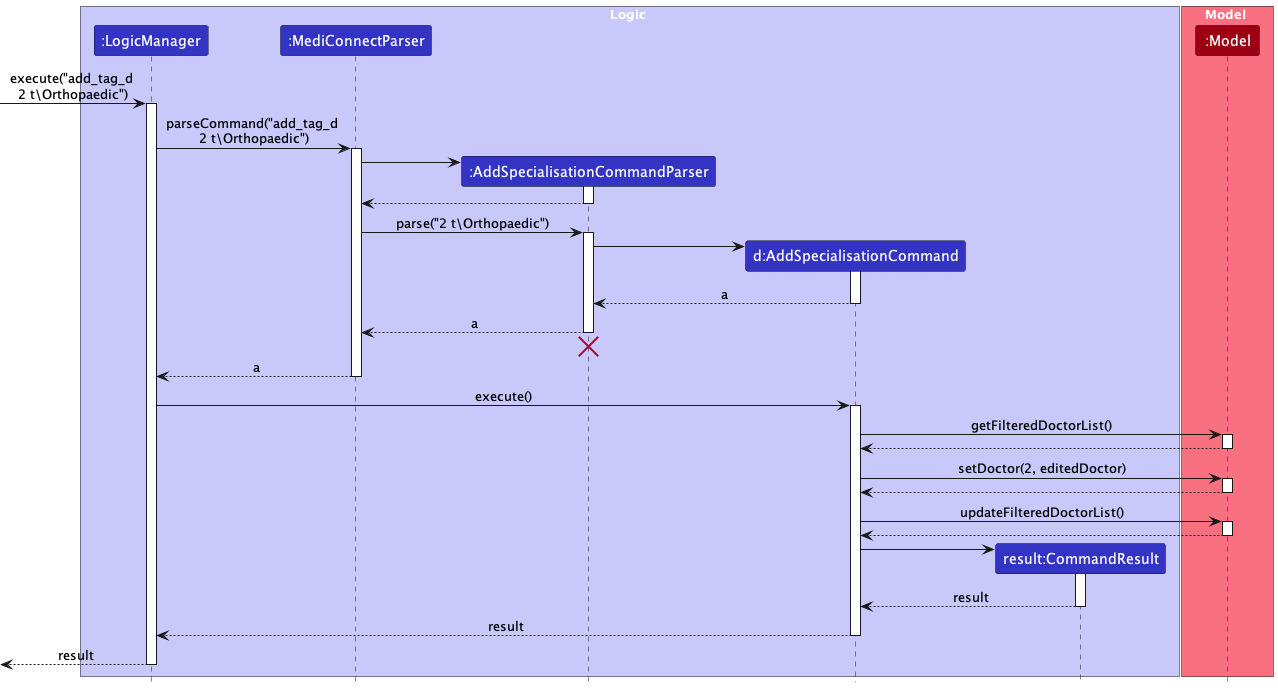 Logic
Model
:LogicManager
:MediConnectParser
:Model
execute("add_tag_d
2 t\Orthopaedic")
parseCommand("add_tag_d
2 t\Orthopaedic")
:AddSpecialisationCommandParser
parse("2 t\Orthopaedic")
d:AddSpecialisationCommand
a
a
a
execute()
getFilteredDoctorList()
setDoctor(2, editedDoctor)
updateFilteredDoctorList()
result:CommandResult
result
result
result